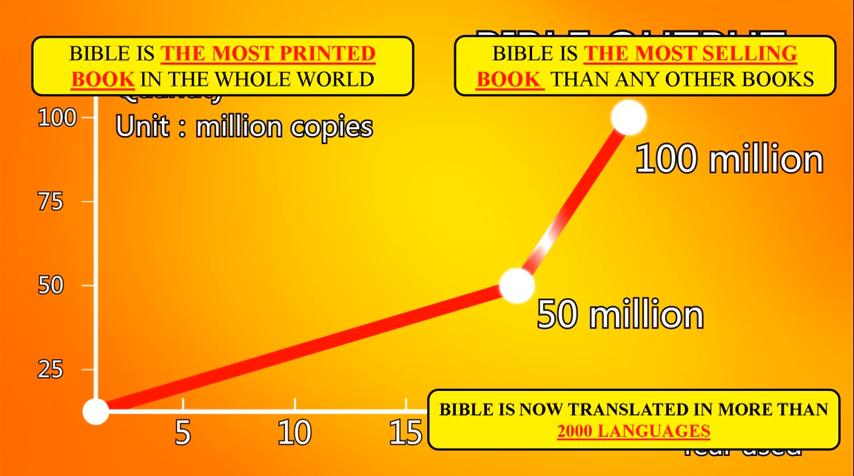 BIBLE IS THE MOST PRINTED
BOOK IN THE WHOLE WORLD
BIBLE IS THE MOST SELLING
BOOK THAN ANY OTHER BOOKS
Unit : million copies
100
75
50
25
100 million
50 million
5
10
15
BIBLE IS NOW TRANSLATED IN MORE THAN
2000 LANGUAGES